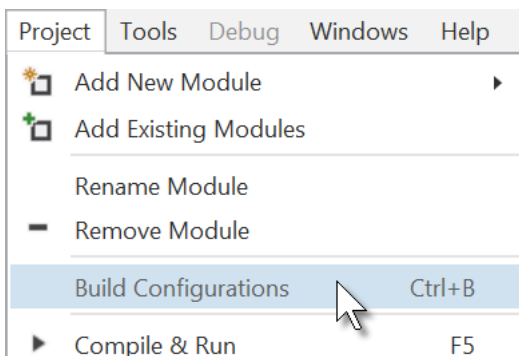 Project Tools Debug Windows Help
Add New Module
Add Existing Modules
Rename Module
Remove Module
Build Configurations Ctrl+B
Compile & Run F5